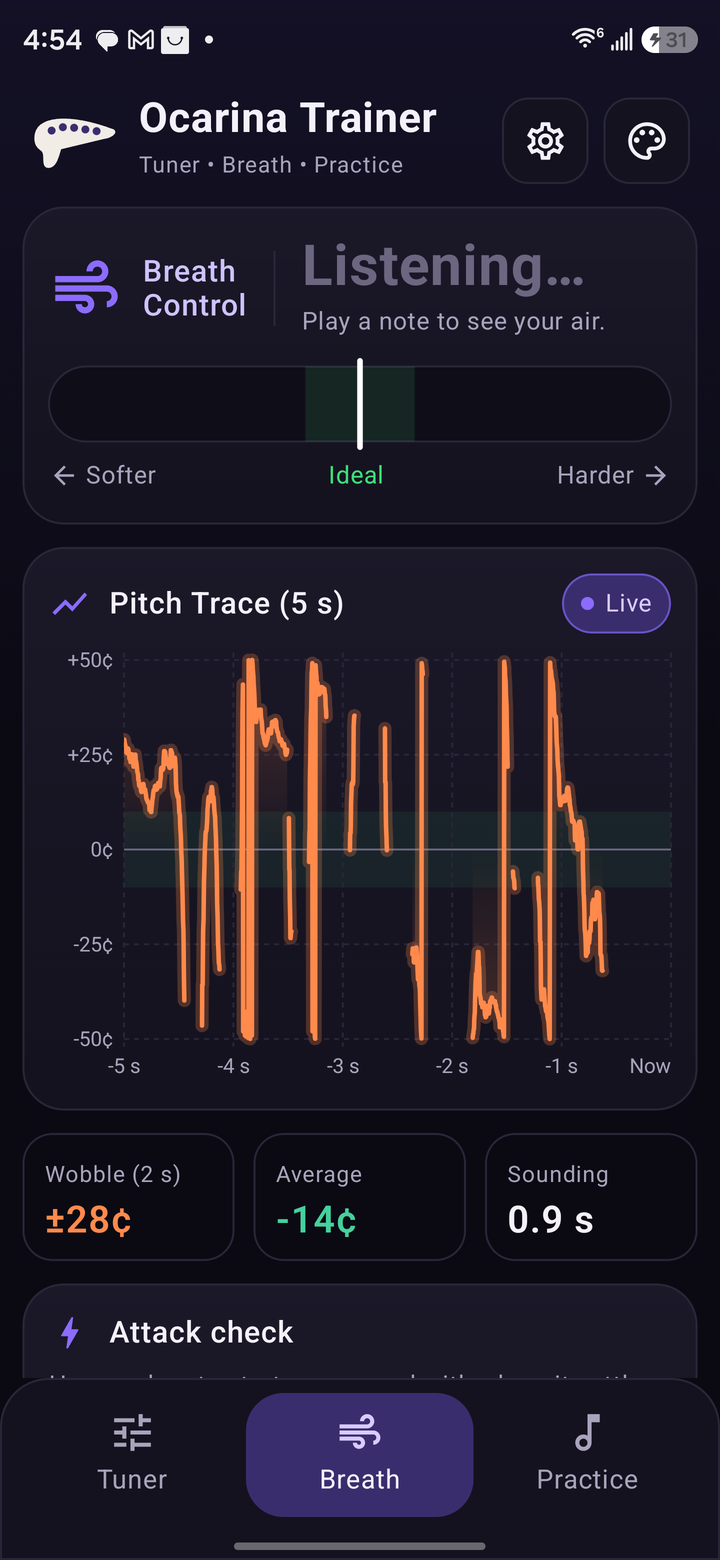 4:54
6
31
Ocarina Trainer
Tuner • Breath • Practice
Breath
Control
Listening...
Play a note to see your air.
← Softer
Ideal
Harder →
Pitch Trace (5 s)
Live
+50¢
+25¢
0¢
-25¢
-50¢
-5 s
-4 s
-3 s
-2 s
-1 s
Now
Wobble (2 s)
±28¢
Average
-14¢
Sounding
0.9 s
Attack check
Tuner
Breath
Practice